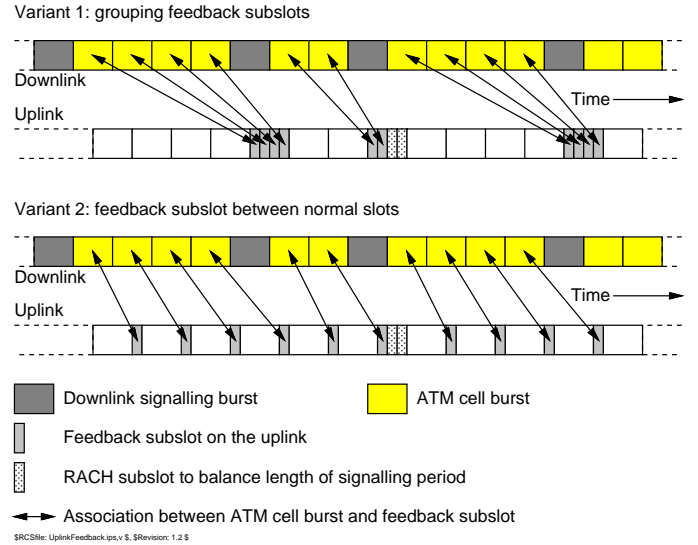 Variant 1: grouping feedback subslots
Downlink
Time
Uplink
Variant 2: feedback subslot between normal slots
Downlink
Time
Uplink
Downlink signalling burst
ATM cell burst
Feedback subslot on the uplink
RACH subslot to balance length of signalling period
Association between ATM cell burst and feedback subslot
$RCSfile: UplinkFeedback.ips,v $, $Revision: 1.2 $